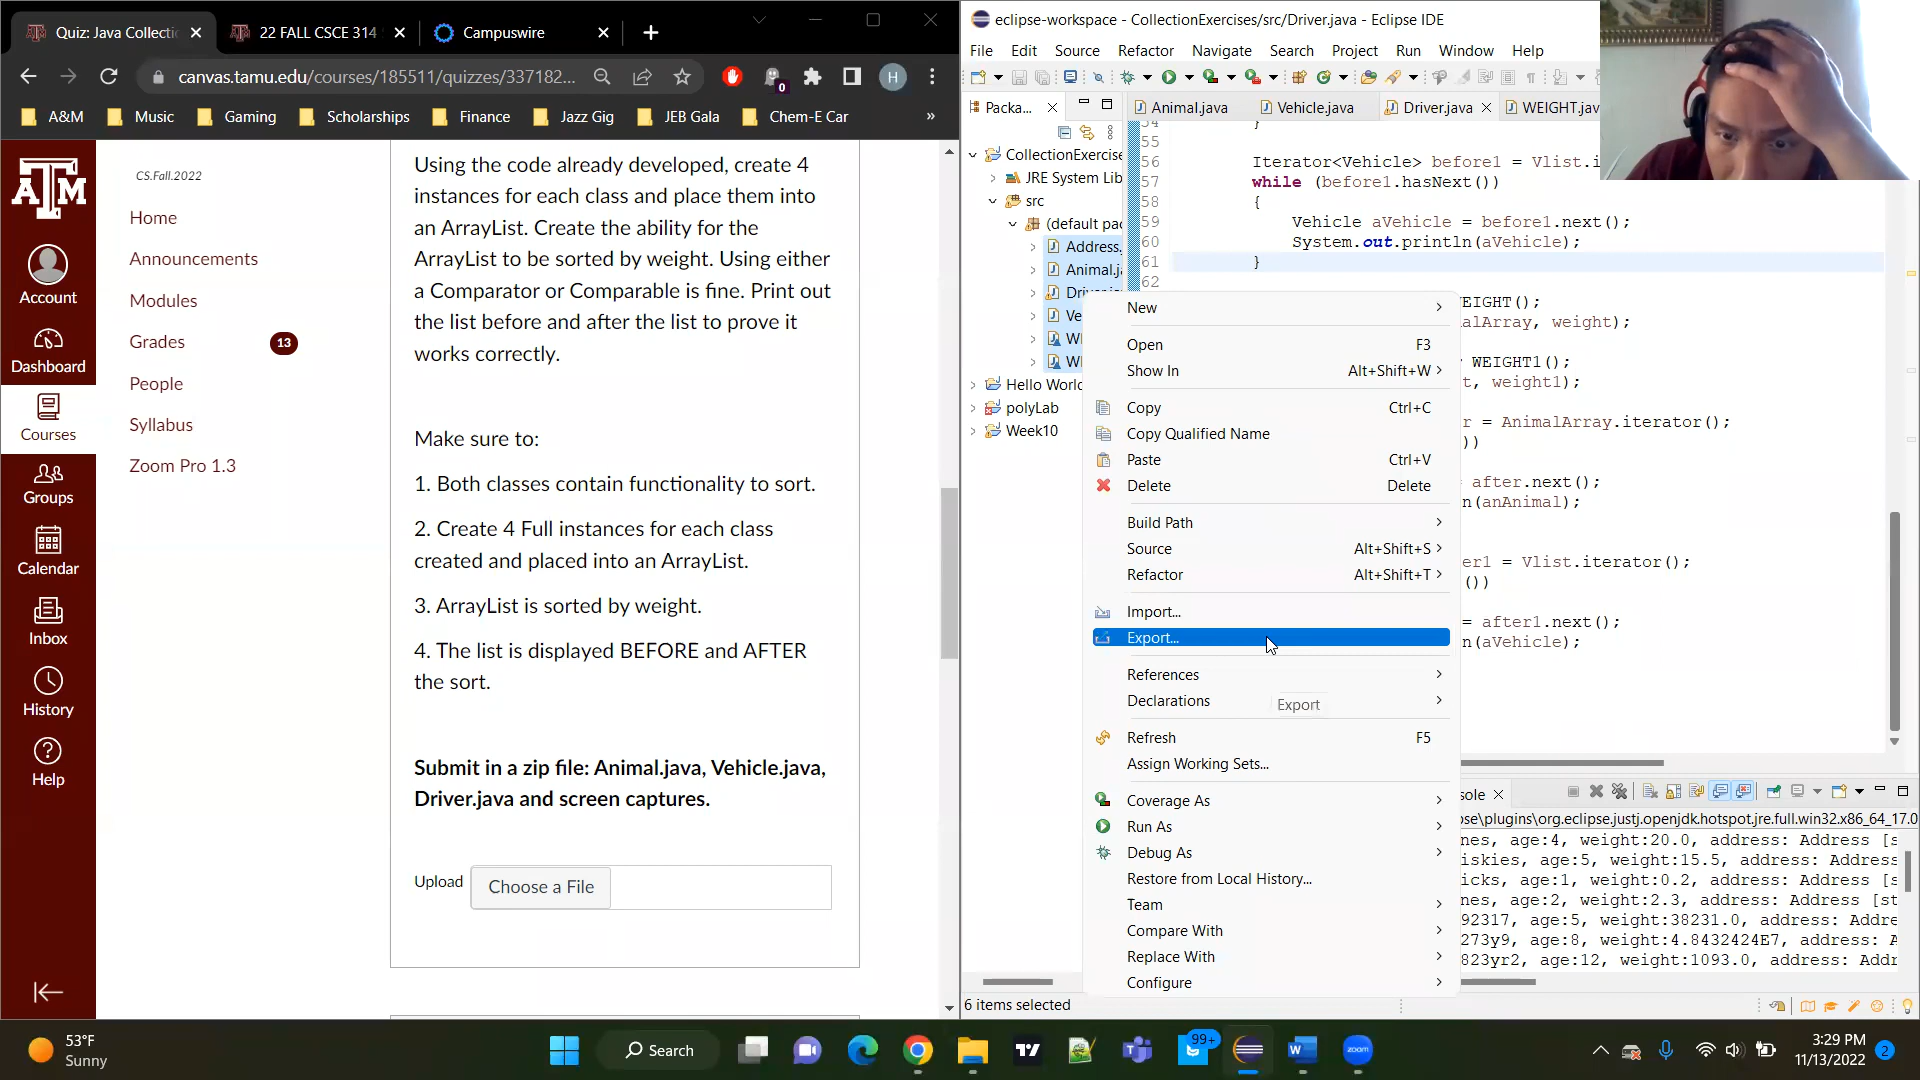 Quiz: Java Collecti
22 FALL CSCE 314
Campuswire
canvas.tamu.edu/courses/185511/quizzes/337182...
0
H
A&M
Music
Gaming
Scholarships
Finance
Jazz Gig
JEB Gala
Chem-E Car
»
ATM
Account
Dashboard
Courses
Groups
Calendar
Inbox
History
Help
CS.Fall.2022
Home
Announcements
Modules
Grades
13
People
Syllabus
Zoom Pro 1.3
Using the code already developed, create 4
instances for each class and place them into
an ArrayList. Create the ability for the
ArrayList to be sorted by weight. Using either
a Comparator or Comparable is fine. Print out
the list before and after the list to prove it
works correctly.
Make sure to:
1. Both classes contain functionality to sort.
2. Create 4 Full instances for each class
created and placed into an ArrayList.
3. ArrayList is sorted by weight.
4. The list is displayed BEFORE and AFTER
the sort.
Submit in a zip file: Animal.java, Vehicle.java,
Driver.java and screen captures.
Upload
Choose a File
eclipse-workspace - CollectionExercises/src/Driver.java - Eclipse IDE
File Edit Source Refactor Navigate Search Project Run Window Help
Packa...
Animal.java
Vehicle.java
Driver.java
WEIGHT.jav
CollectionExercise
JRE System Lib
src
(default pac
Address.
Animal.j
Driver.j
Ve
WI
WI
Hello World
polyLab
Week10
54 }
55
56 Iterator<Vehicle> before1 = Vlist.i
57 while (before1.hasNext())
58 {
59 Vehicle aVehicle = before1.next();
60 System.out.println(aVehicle);
61 }
62
EIGHT();
alArray, weight);
WEIGHT1();
t, weight1);
r = AnimalArray.iterator();
))
= after.next();
n(anAnimal);
er1 = Vlist.iterator();
())
= after1.next();
n(aVehicle);
New
Open F3
Show In Alt+Shift+W
Copy Ctrl+C
Copy Qualified Name
Paste Ctrl+V
Delete Delete
Build Path
Source Alt+Shift+S
Refactor Alt+Shift+T
Import...
Export...
References
Declarations
Export
Refresh F5
Assign Working Sets...
Coverage As
Run As
Debug As
Restore from Local History...
Team
Compare With
Replace With
Configure
sole
pse\plugins\org.eclipse.justj.openjdk.hotspot.jre.full.win32.x86_64_17.0
nes, age:4, weight:20.0, address: Address [s
iskies, age:5, weight:15.5, address: Address
icks, age:1, weight:0.2, address: Address [s
nes, age:2, weight:2.3, address: Address [st
92317, age:5, weight:38231.0, address: Addre
273y9, age:8, weight:4.8432424E7, address: A
823yr2, age:12, weight:1093.0, address: Addr
6 items selected
53°F
Sunny
Search
99+
zoom
3:29 PM
11/13/2022
2